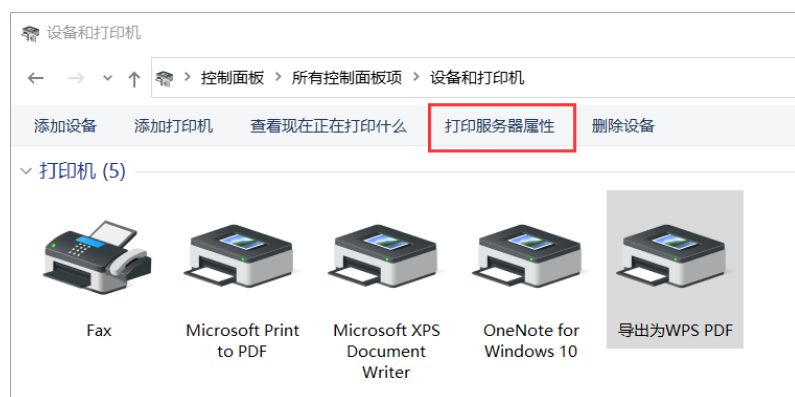 设备和打印机
控制面板 > 所有控制面板项 > 设备和打印机
添加设备 添加打印机 查看现在正在打印什么 打印服务器属性 删除设备
打印机 (5)
Fax
Microsoft Print
to PDF
Microsoft XPS
Document
Writer
OneNote for
Windows 10
导出为WPS PDF